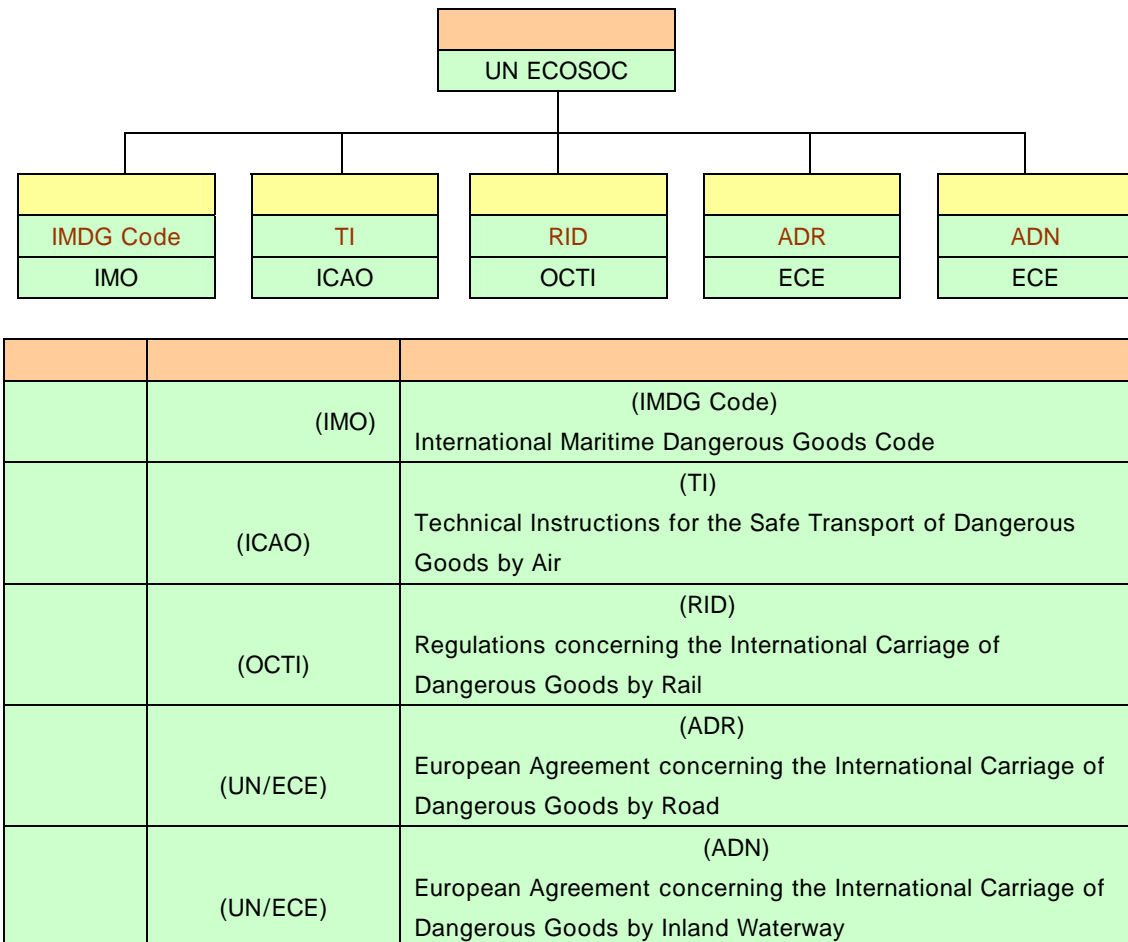 UN ECOSOC
IMDG Code
TI
RID
ADR
ADN
IMO
ICAO
OCTI
ECE
ECE
(IMO)
(IMDG Code)
International Maritime Dangerous Goods Code
(ICAO)
(TI)
Technical Instructions for the Safe Transport of Dangerous
Goods by Air
(OCTI)
(RID)
Regulations concerning the International Carriage of
Dangerous Goods by Rail
(UN/ECE)
(ADR)
European Agreement concerning the International Carriage of
Dangerous Goods by Road
(UN/ECE)
(ADN)
European Agreement concerning the International Carriage of
Dangerous Goods by Inland Waterway